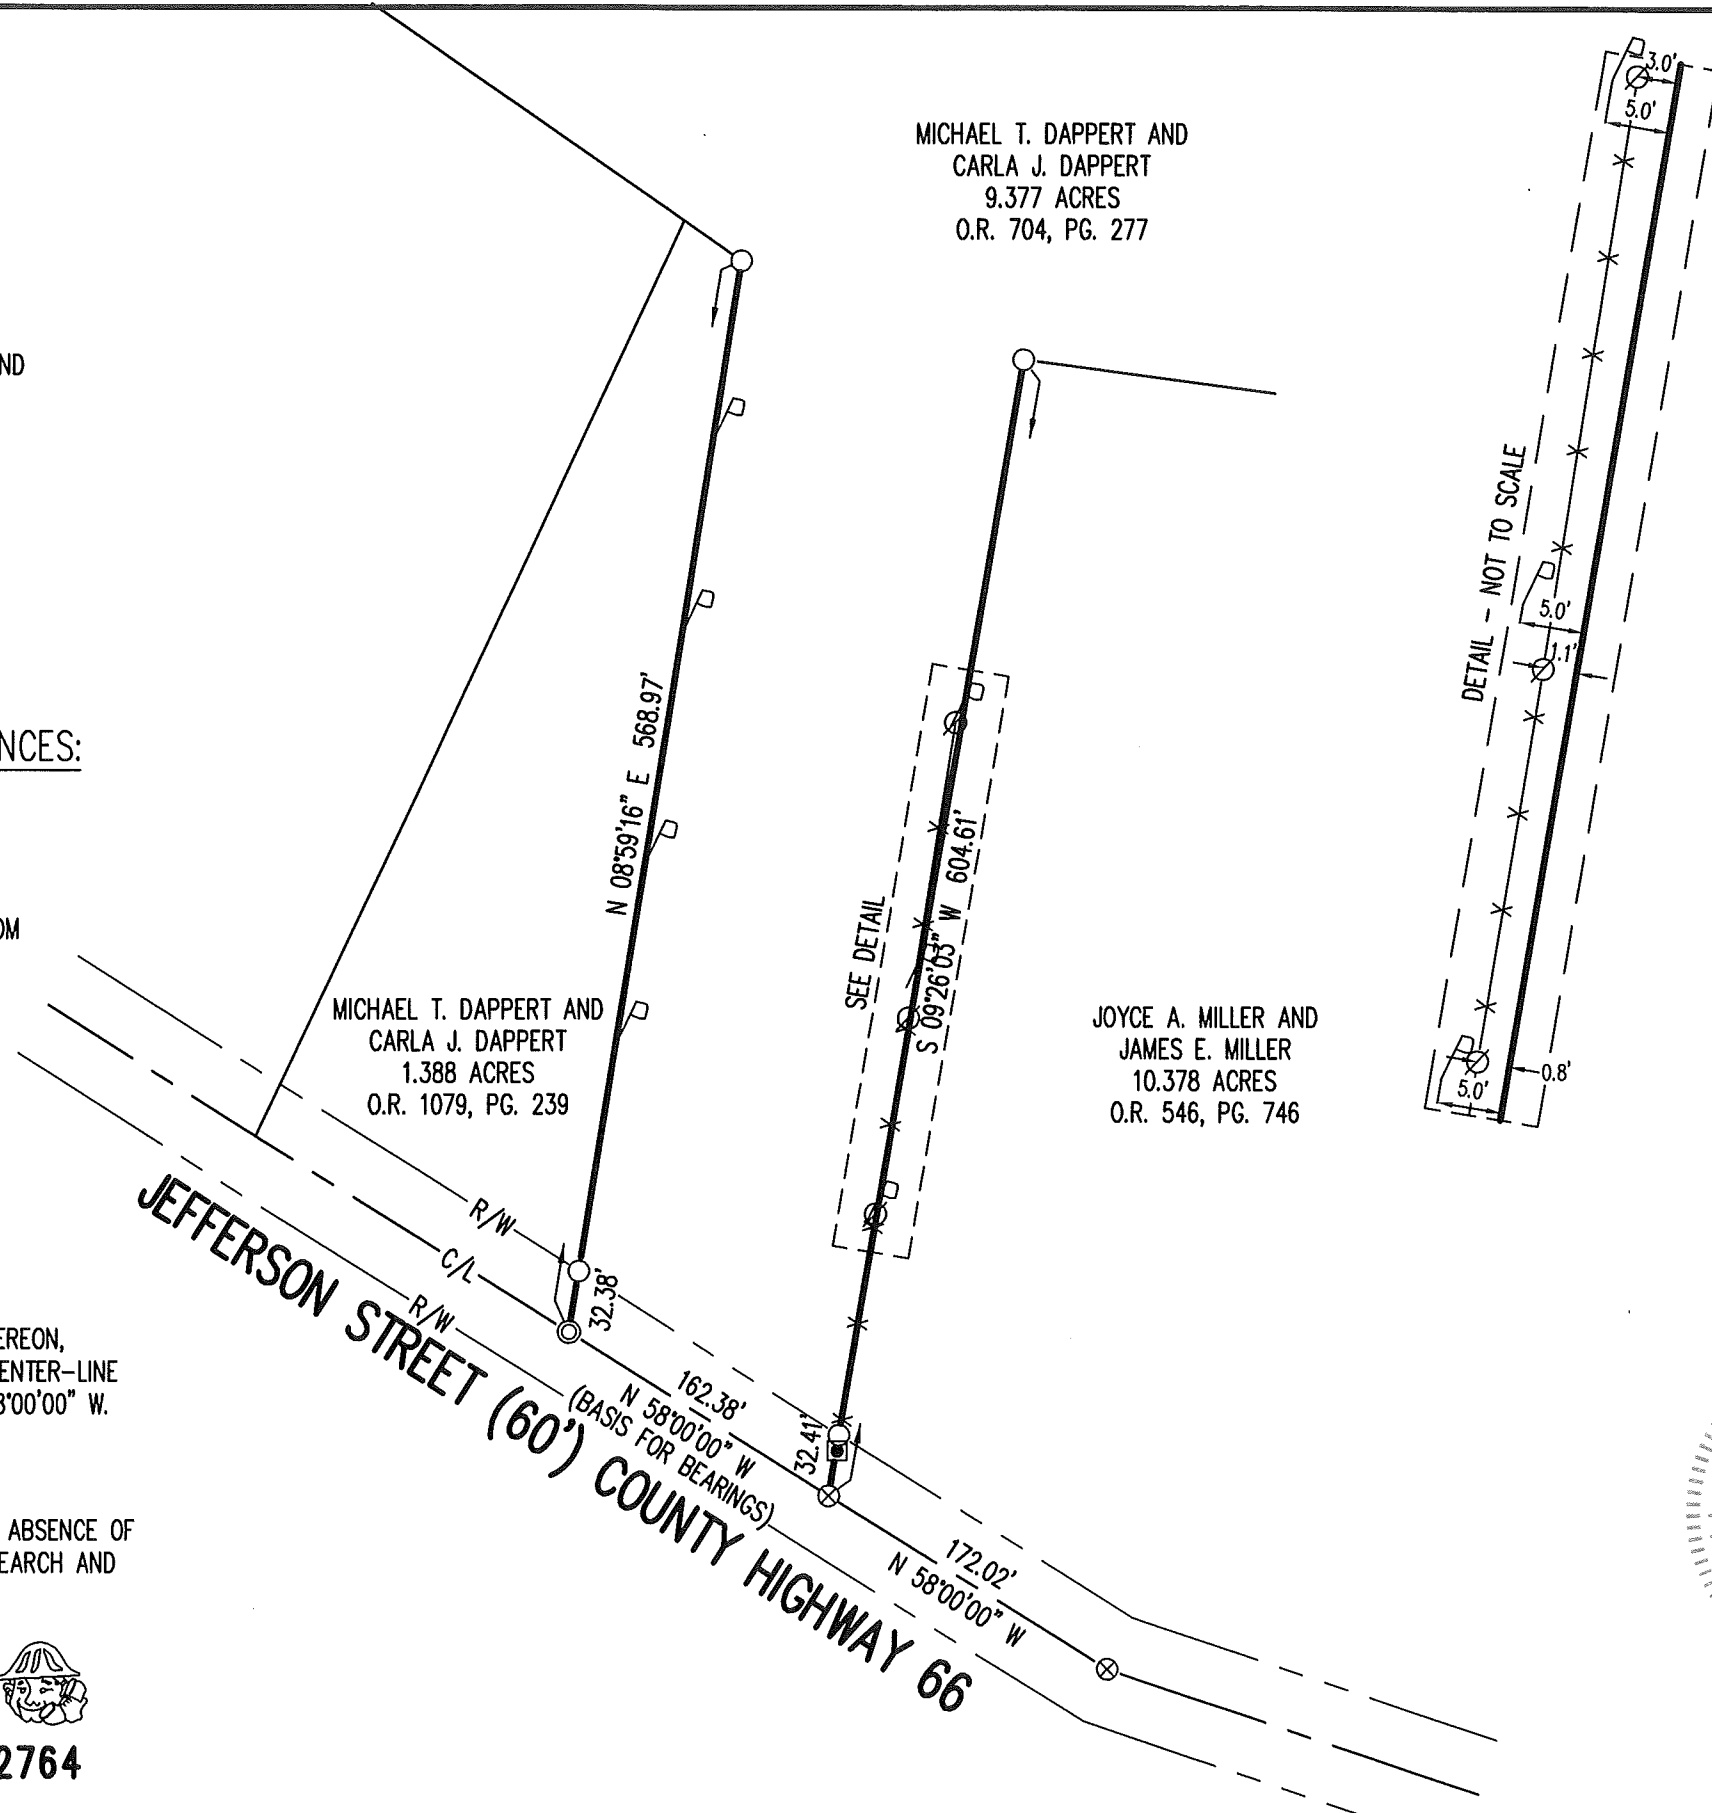 MICHAEL T. DAPPERT AND
CARLA J. DAPPERT
9.377 ACRES
O.R. 704, PG. 277
3.0'
5.0'
ND
DETAIL - NOT TO SCALE
5.0'
1.1'
N 08°59'16" E 568.97'
NCES:
SEE DETAIL
S 09°26'03" W 604.61'
OM
MICHAEL T. DAPPERT AND
CARLA J. DAPPERT
1.388 ACRES
O.R. 1079, PG. 239
JOYCE A. MILLER AND
JAMES E. MILLER
10.378 ACRES
O.R. 546, PG. 746
0.8'
5.0'
R/W
C/L
R/W
32.38'
JEFFERSON STREET (60') COUNTY HIGHWAY 66
162.38'
N 58°00'00" W
(BASIS FOR BEARINGS)
32.41'
172.02'
N 58°00'00" W
EREON,
ENTER-LINE
8°00'00" W.
ABSENCE OF
EARCH AND
2764